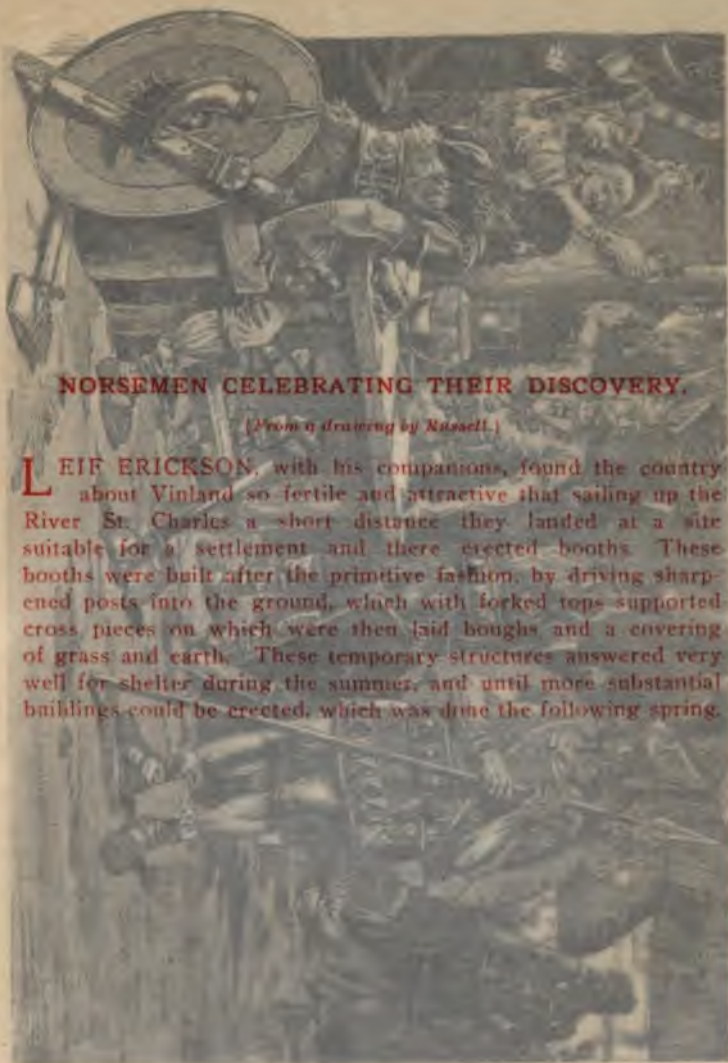 NORSEMEN CELEBRATING THEIR DISCOVERY.
(From a drawing by Russell.)
LEIF ERICKSON, with his companions, found the country
about Vinland so fertile and attractive that sailing up the
River St. Charles a short distance they landed at a site
suitable for a settlement and there erected booths. These
booths were built after the primitive fashion, by driving sharp-
ened posts into the ground, which with forked tops supported
cross pieces on which were then laid boughs and a covering
of grass and earth. These temporary structures answered very
well for shelter during the summer, and until more substantial
buildings could be erected, which was done the following spring.